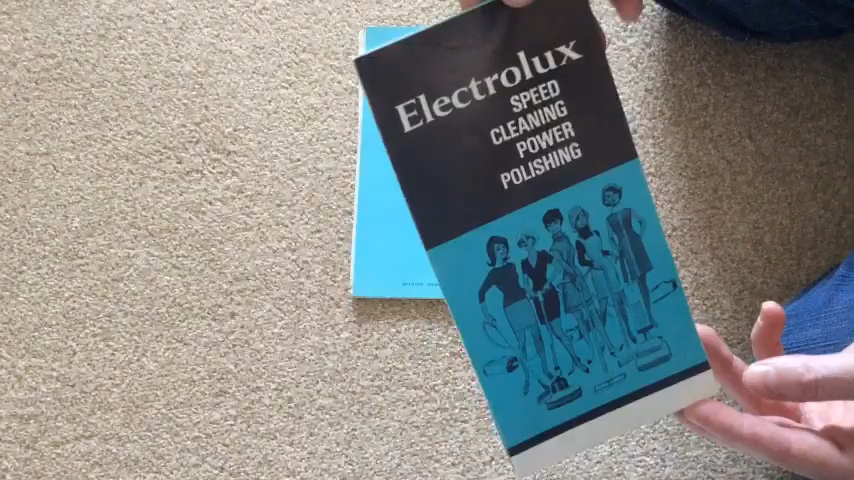 Electrolux
SPEED
CLEANING
POWER
POLISHING